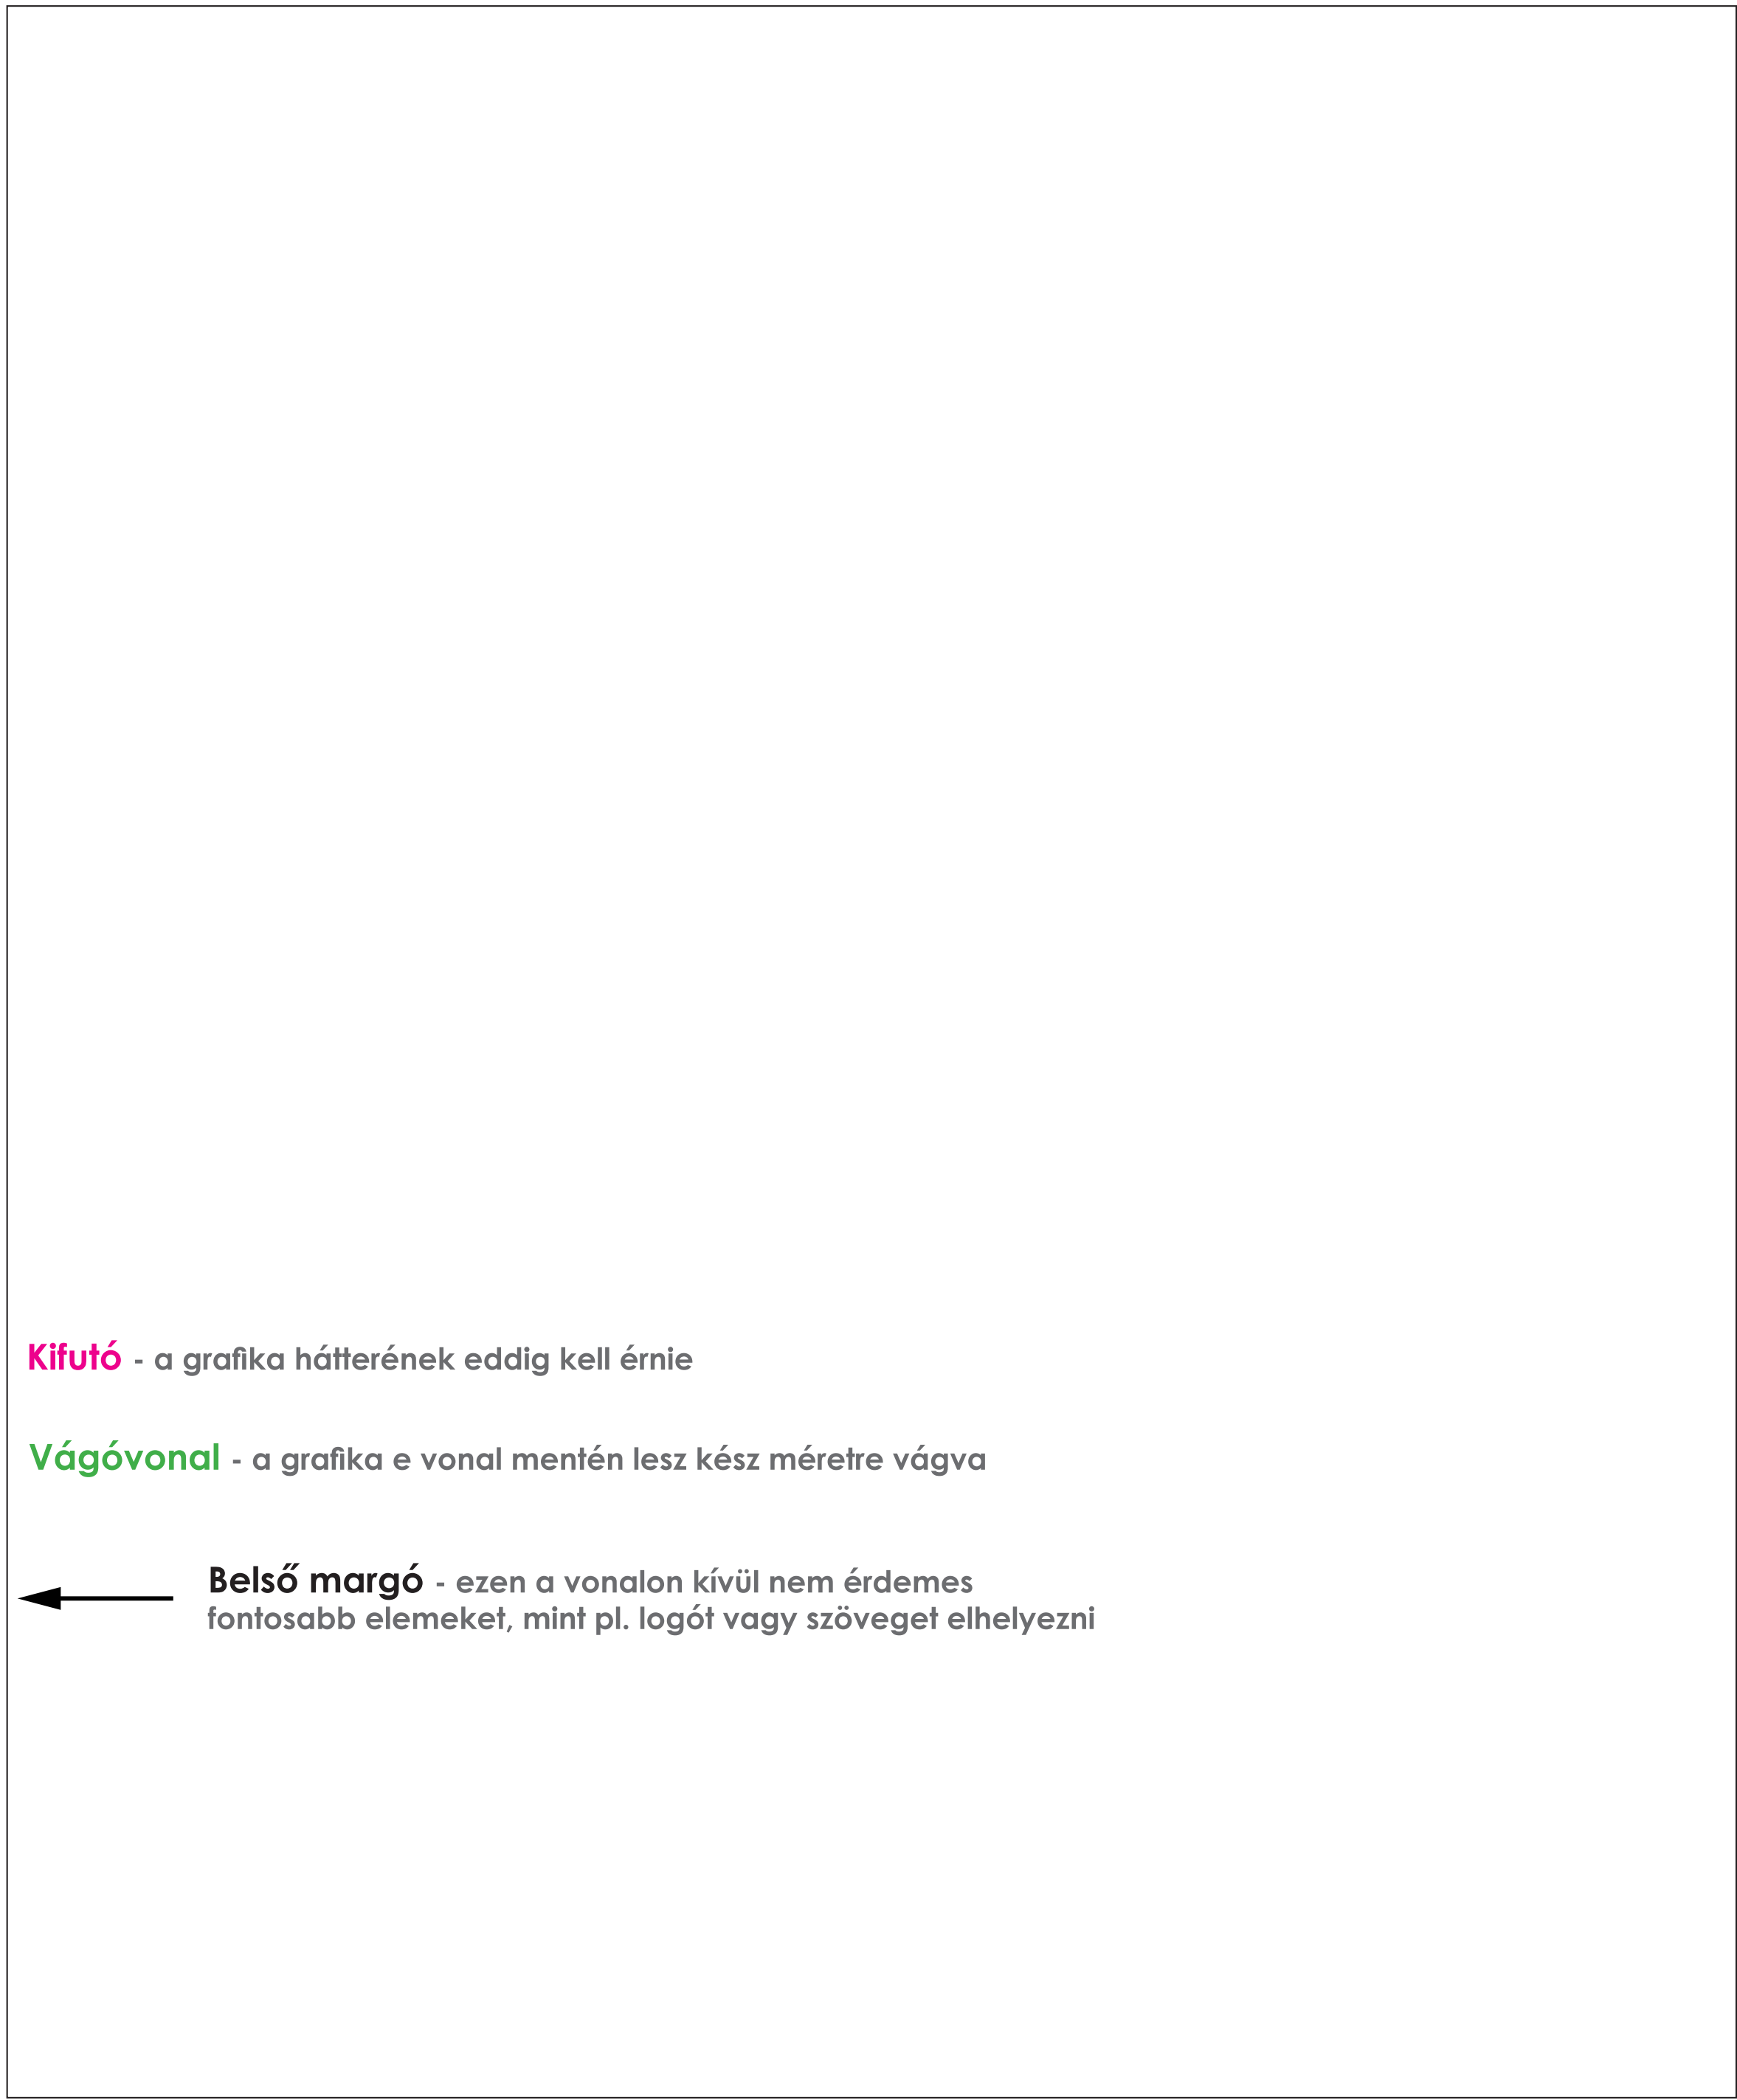 Kifutó - a grafika hátterének eddig kell érnie
Vágóvonal - a grafika e vonal mentén lesz kész méretre vágva
Belső margó - ezen a vonalon kívül nem érdemes
fontosabb elemeket, mint pl. logót vagy szöveget elhelyezni